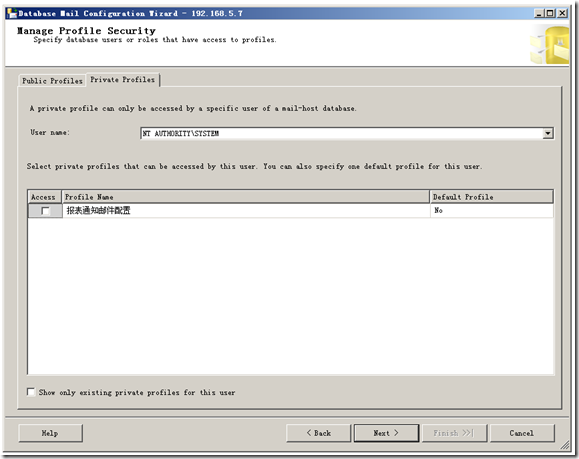 Database Mail Configuration Wizard - 192.168.5.7
Manage Profile Security
Specify database users or roles that have access to profiles.
Public Profiles Private Profiles
A private profile can only be accessed by a specific user of a mail-host database.
User name: NT AUTHORITY\SYSTEM
Select private profiles that can be accessed by this user. You can also specify one default profile for this user.
Access Profile Name Default Profile
报表通知邮件配置 No
Show only existing private profiles for this user
Help < Back Next > Finish >>| Cancel